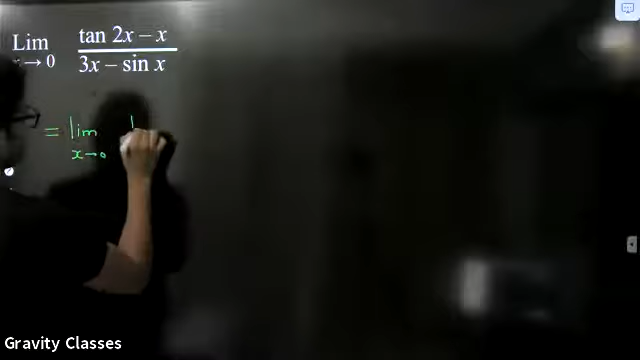 Lim tan 2x – x
x → 0 3x – sin x
= lim
x → 0
Gravity Classes